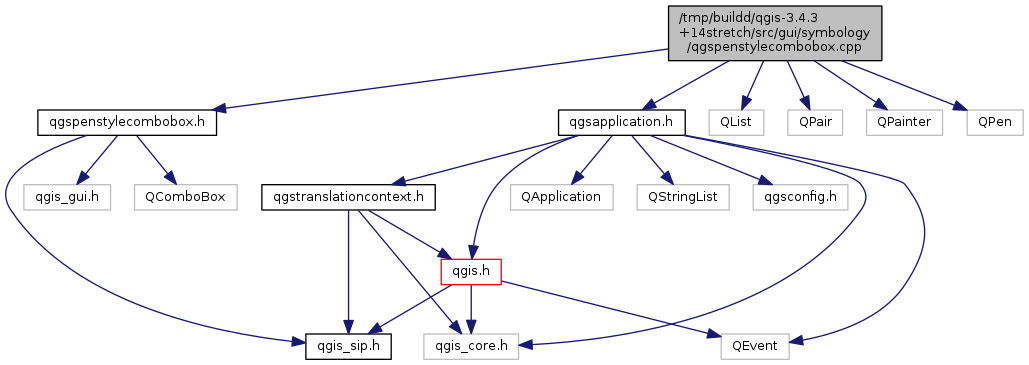 /tmp/buildd/qgis-3.4.3
+14stretch/src/gui/symbology
/qgspenstylecombobox.cpp
qgspenstylecombobox.h
qgsapplication.h
QList
QPair
QPainter
QPen
qgis_gui.h
QComboBox
qgstranslationcontext.h
QApplication
QStringList
qgsconfig.h
qgis.h
qgis_sip.h
qgis_core.h
QEvent